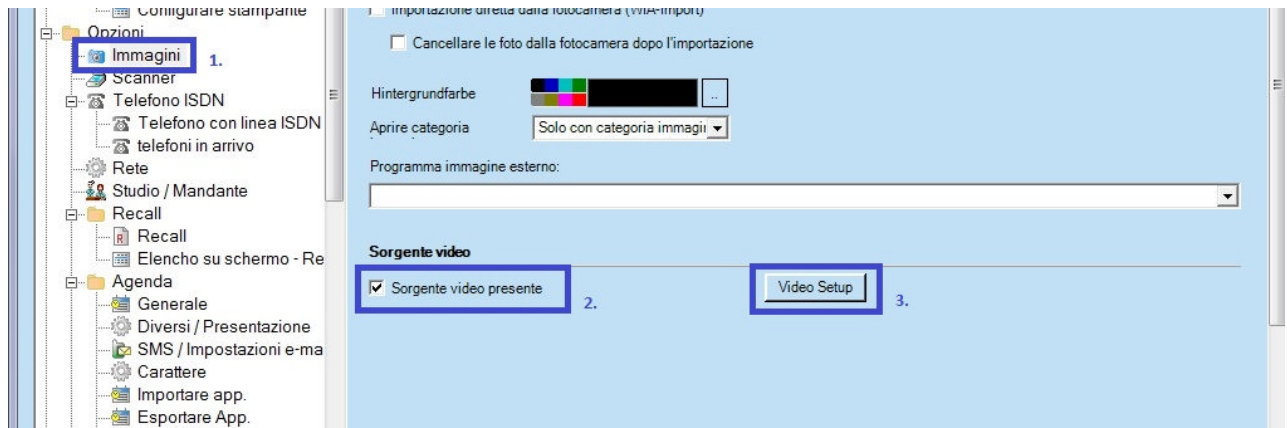 Configurare stampante
Opzioni
Immagini
1.
Scanner
Telefono ISDN
Telefono con linea ISDN
telefoni in arrivo
Rete
Studio / Mandante
Recall
Recall
Elencho su schermo - Re
Agenda
Generale
Diversi / Presentazione
SMS / Impostazioni e-ma
Carattere
Importare app.
Esportare App.
Importazione diretta dalla fotocamera (WIA-Import)
Cancellare le foto dalla fotocamera dopo l'importazione
Hintergrundfarbe
..
Aprire categoria
Solo con categoria immagir
Programma immagine esterno:
Sorgente video
Sorgente video presente
2.
Video Setup
3.